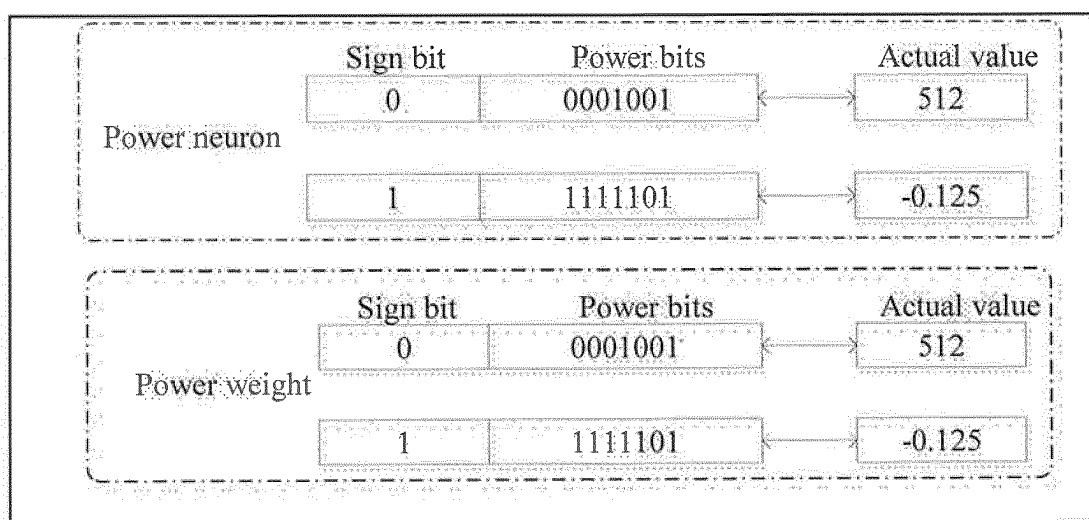 Sign bit Power bits Actual value
0 0001001 512
Power neuron
1 1111101 -0.125
Sign bit Power bits Actual value
0 0001001 512
Power weight
1 1111101 -0.125